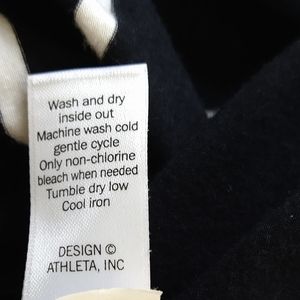 Wash and dry
inside out
Machine wash cold
gentle cycle
Only non-chlorine
bleach when needed
Tumble dry low
Cool iron
DESIGN ©
ATHLETA, INC